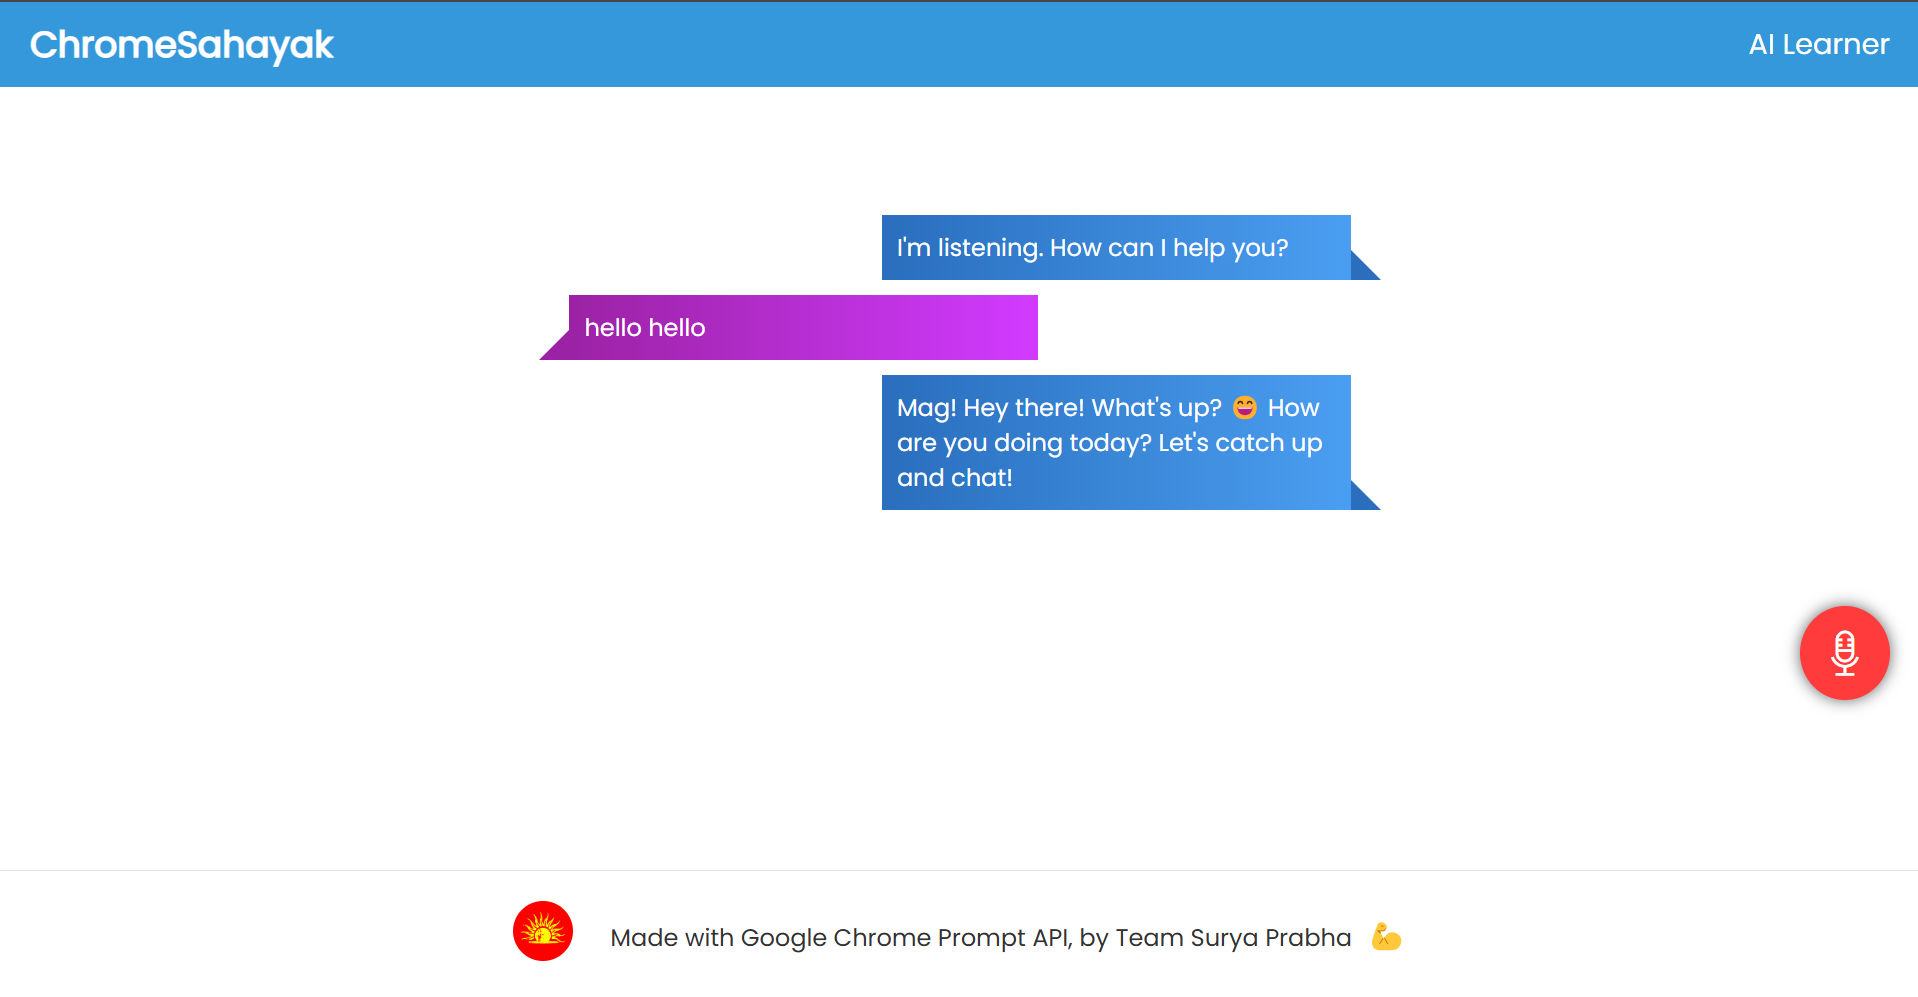 ChromeSahayak
AI Learner
I'm listening. How can I help you?
hello hello
Mag! Hey there! What's up? 😄 How
are you doing today? Let's catch up
and chat!
Made with Google Chrome Prompt API, by Team Surya Prabha 💪